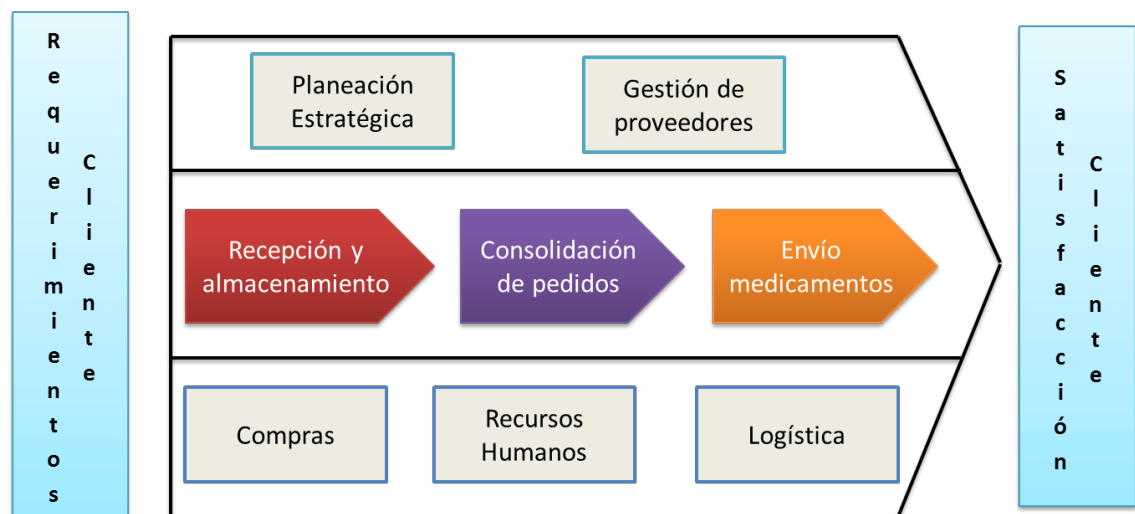 Requerimientos
Cliente
Planeación
Estratégica
Gestión de
proveedores
Recepción y
almacenamiento
Consolidación
de pedidos
Envío
medicamentos
Compras
Recursos
Humanos
Logística
Satisfacción
Cliente